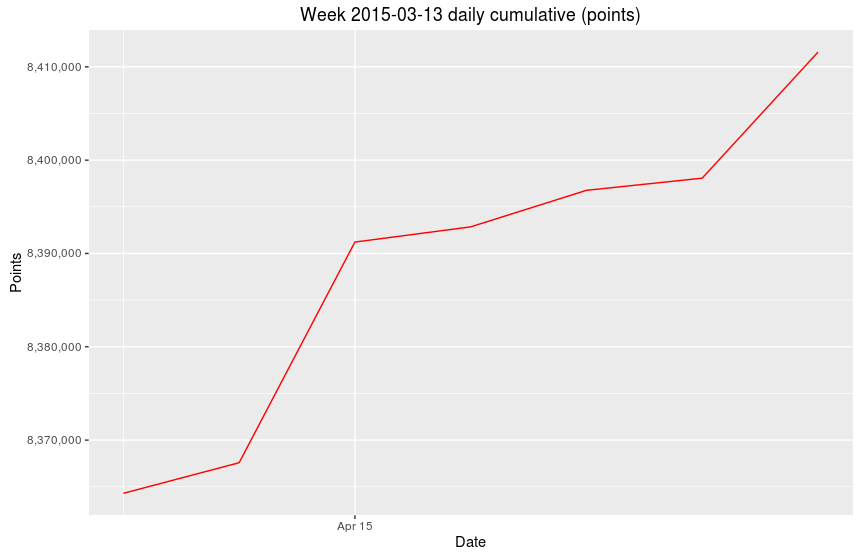 Week 2015-03-13 daily cumulative (points)
8,410,000
8,400,000
8,390,000
8,380,000
8,370,000
Points
Apr 15
Date